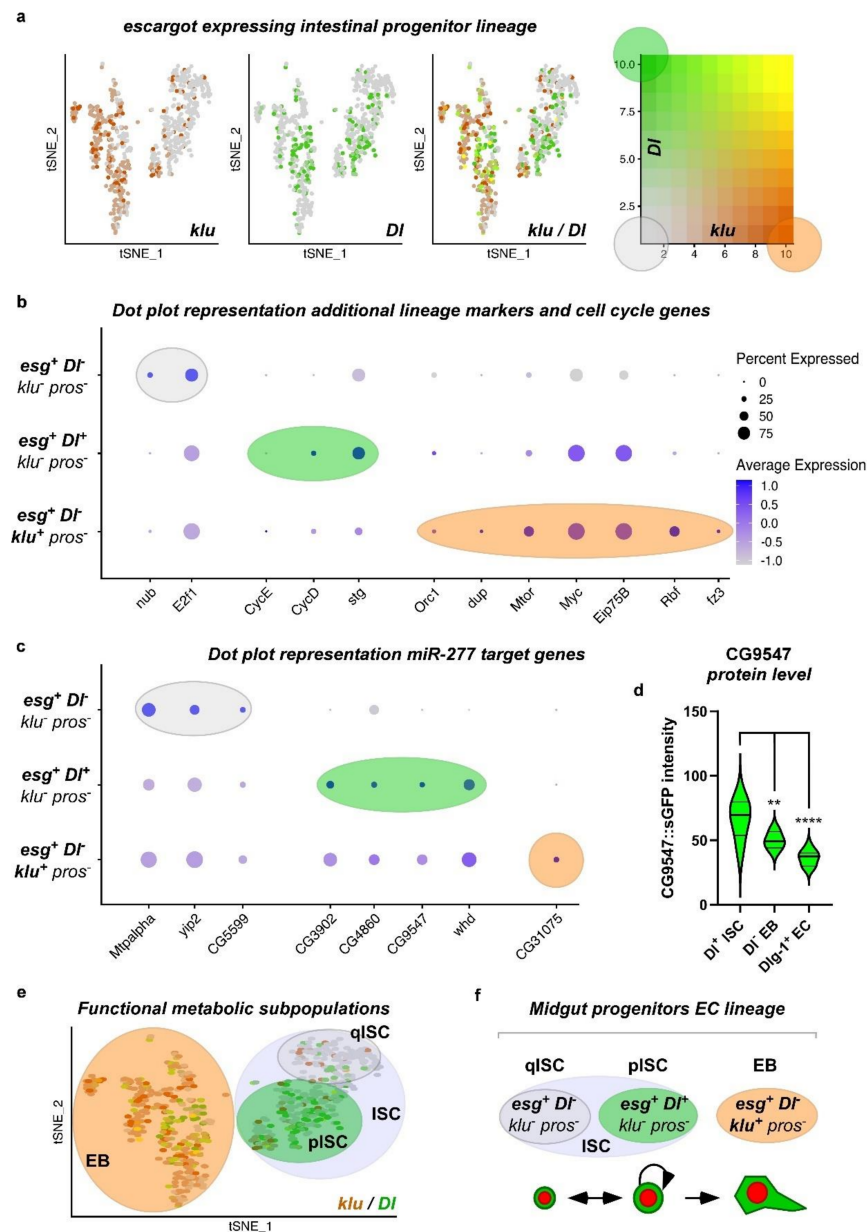 a
escargot expressing intestinal progenitor lineage
tSNE_2
klu
tSNE_1
tSNE_2
Dl
tSNE_1
tSNE_2
klu / Dl
tSNE_1
10.0
7.5
5.0
2.5
Dl
klu
2 4 6 8 10
b
Dot plot representation additional lineage markers and cell cycle genes
esg+ Dl-
klu- pros-
esg+ Dl+
klu- pros-
esg+ Dl-
klu+ pros-
nub E2f1 CycE CycD stg Orc1 dup Mtor Myc Eip75B Rbf fz3
Percent Expressed
0
25
50
75
Average Expression
1.0
0.5
0.0
-0.5
-1.0
c
Dot plot representation miR-277 target genes
esg+ Dl-
klu- pros-
esg+ Dl+
klu- pros-
esg+ Dl-
klu+ pros-
Mtpalpha yip2 CG5599 CG3902 CG4860 CG9547 whd CG31075
CG9547
protein level
d
CG9547::sGFP intensity
150
100
50
0
**
****
Dl+ ISC
Dl- EB
Dlg-1+ EC
e
Functional metabolic subpopulations
tSNE_2
qISC
ISC
pISC
EB
klu / Dl
tSNE_1
f
Midgut progenitors EC lineage
qISC pISC EB
esg+ Dl- esg+ Dl+ esg+ Dl-
klu- pros- klu- pros- klu+ pros-
ISC